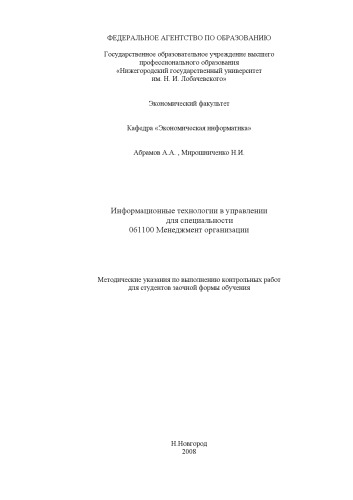 ФЕДЕРАЛЬНОЕ АГЕНТСТВО ПО ОБРАЗОВАНИЮ
Государственное образовательное учреждение высшего
профессионального образования
«Нижегородский государственный университет
им. Н. И. Лобачевского»
Экономический факультет
Кафедра «Экономическая информатика»
Абрамов А.А. , Мирошниченко Н.И.
Информационные технологии в управлении
для специальности
061100 Менеджмент организации
Методические указания по выполнению контрольных работ
для студентов заочной формы обучения
Н.Новгород
2008